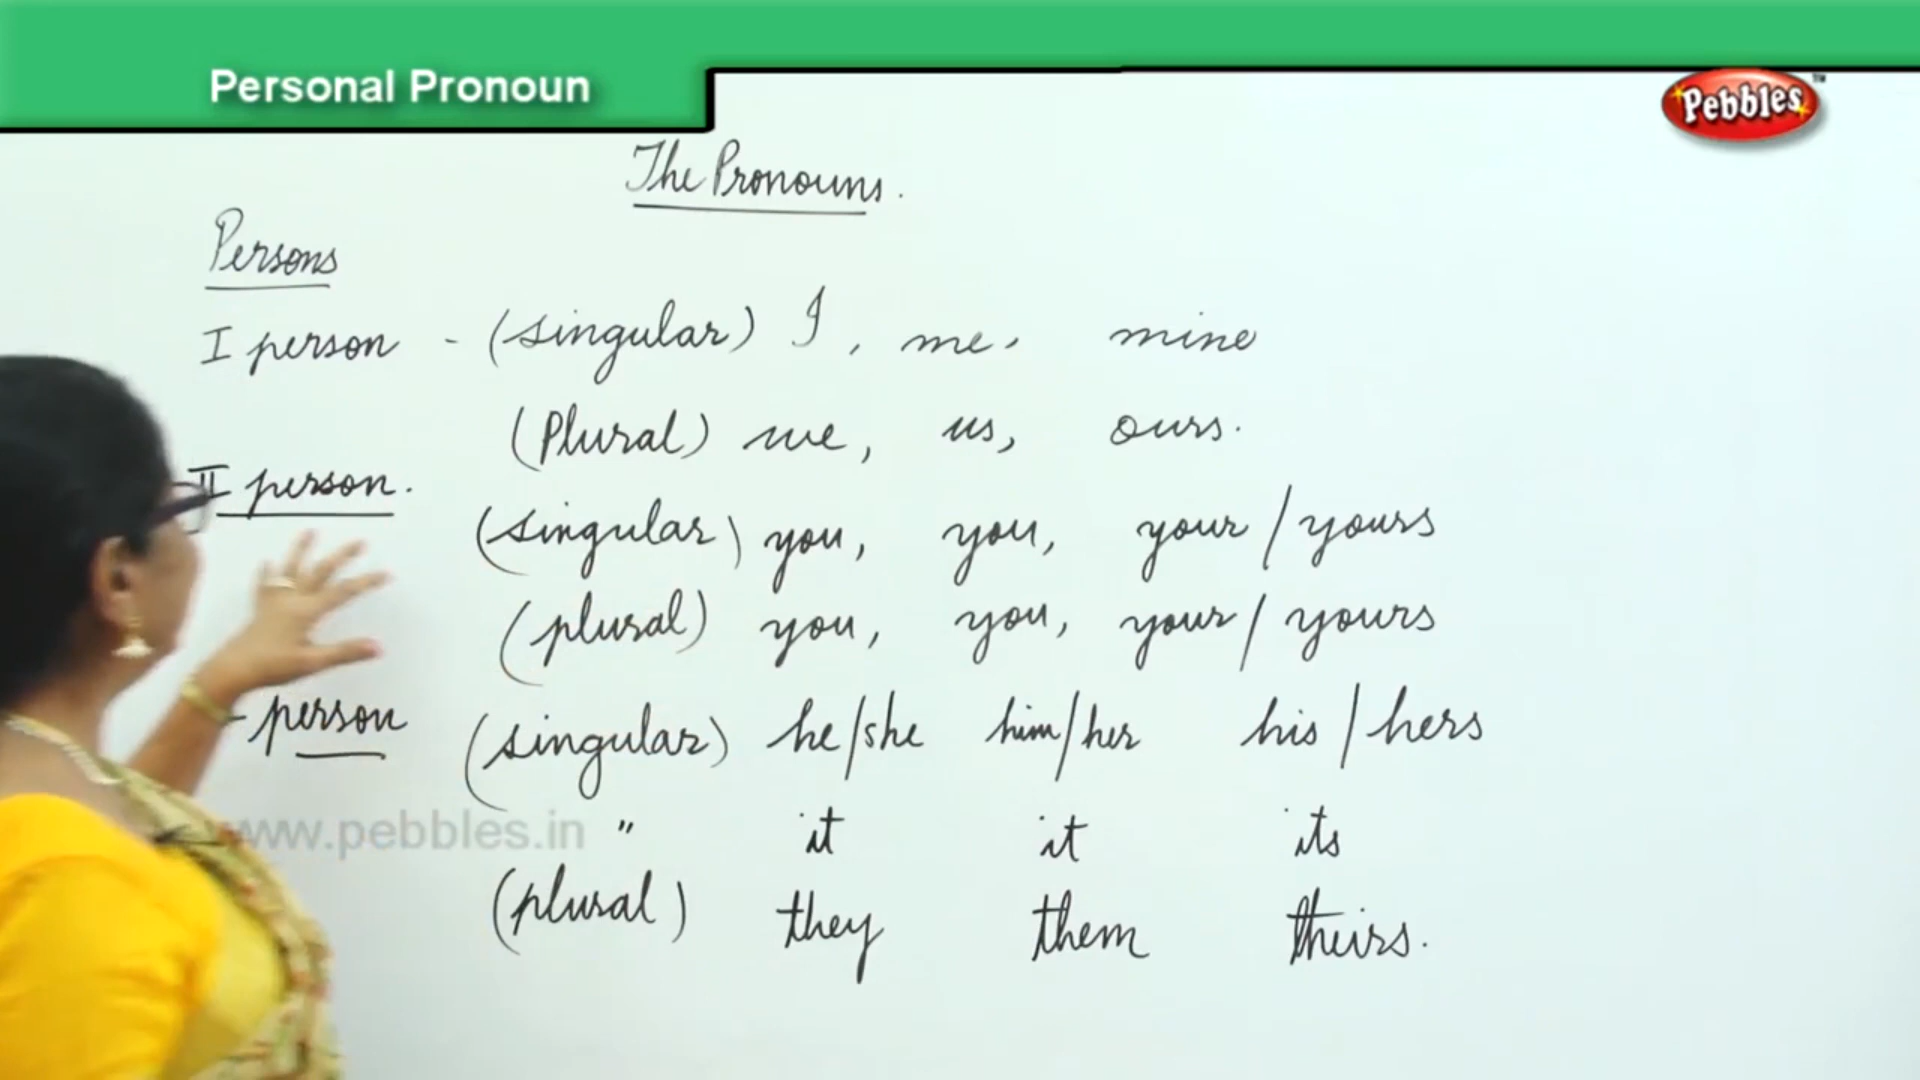 Personal Pronoun
Pebbles™
The Pronouns.
Persons
I person - (singular) I, me, mine
(Plural) we, us, ours.
II person.
(singular) you, you, your / yours
(plural) you, you, your / yours
person (singular) he/she him/her his / hers
www.pebbles.in
" it it its
(plural) they them theirs.